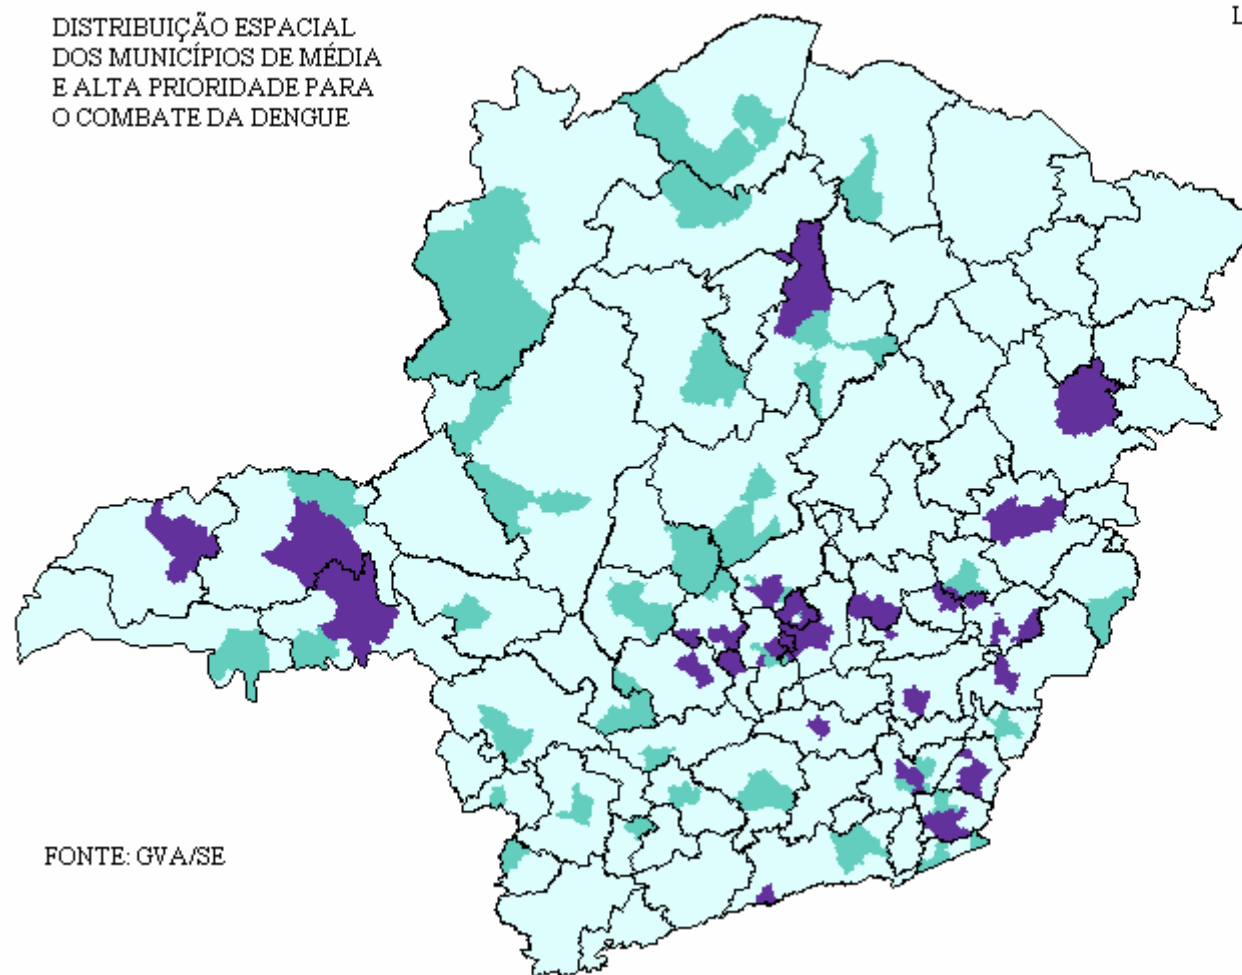 DISTRIBUIÇÃO ESPACIAL
DOS MUNICÍPIOS DE MÉDIA
E ALTA PRIORIDADE PARA
O COMBATE DA DENGUE
L
FONTE: GVA/SE